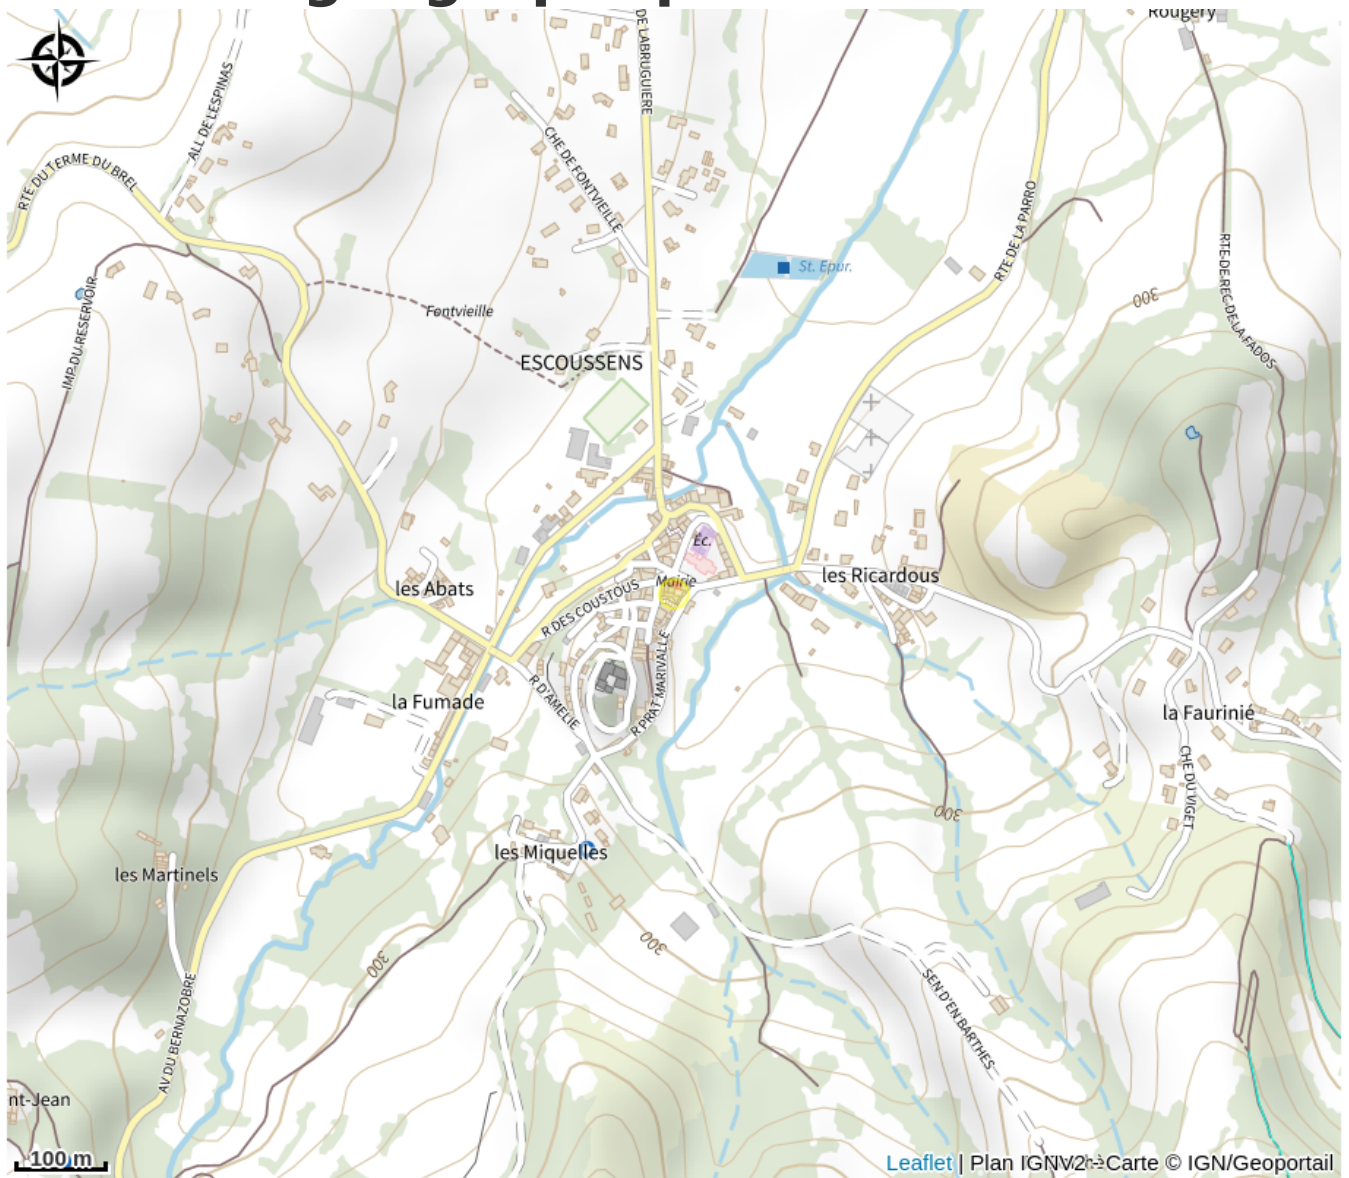 Rougery
DE LABRUGUIERE
ALL DE LESPINAS
CHE DE FONTVIEILLE
RTE DU TERME DU BREL
RTE DE LA PARRO
RTE-DE-REC-DE-LA-FADOS
St. Epur.
IMP DU RESERVOIR
300
Fontvieille
ESCOUSSENS
Éc.
les Ricardous
Mairie
les Abats
R DES COUSTOUS
R PRAT MARIVALLE
R D'AMELIE
la Fumade
la Faurinié
CHE DU VIGET
300
les Miquelles
les Martinels
300
300
SEN D'EN BARTHES
AV DU BERNAZOBRE
nt-Jean
100 m
Leaflet | Plan IGNV2 - Carte © IGN/Geoportail